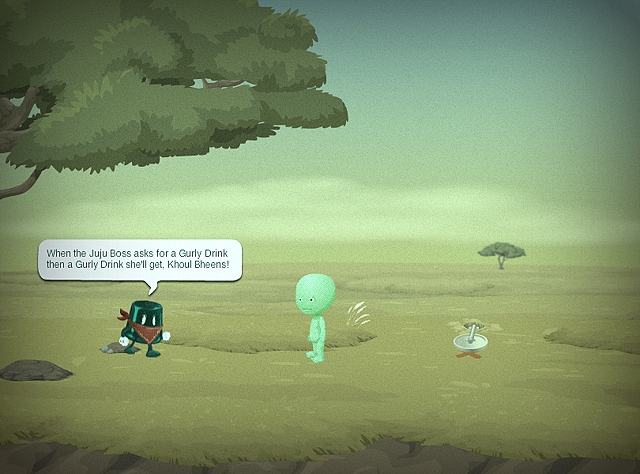 When the Juju Boss asks for a Gurly Drink
then a Gurly Drink she'll get, Khoul Bheens!